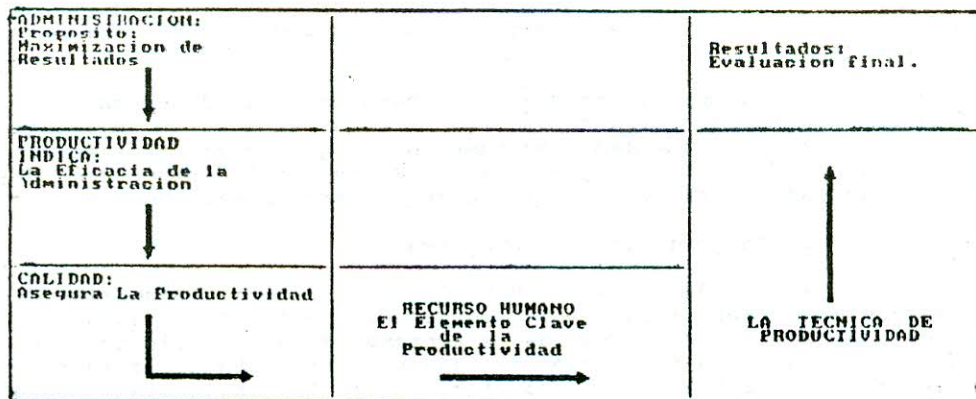 ADMINISTRACION:
Proposito:
Maximizacion de
Resultados
PRODUCTIVIDAD
INDICA:
La Eficacia de la
Administracion
CALIDAD:
Asegura La Productividad
RECURSO HUMANO
El Elemento Clave
de la
Productividad
LA TECNICA DE
PRODUCTIVIDAD
Resultados:
Evaluacion final.